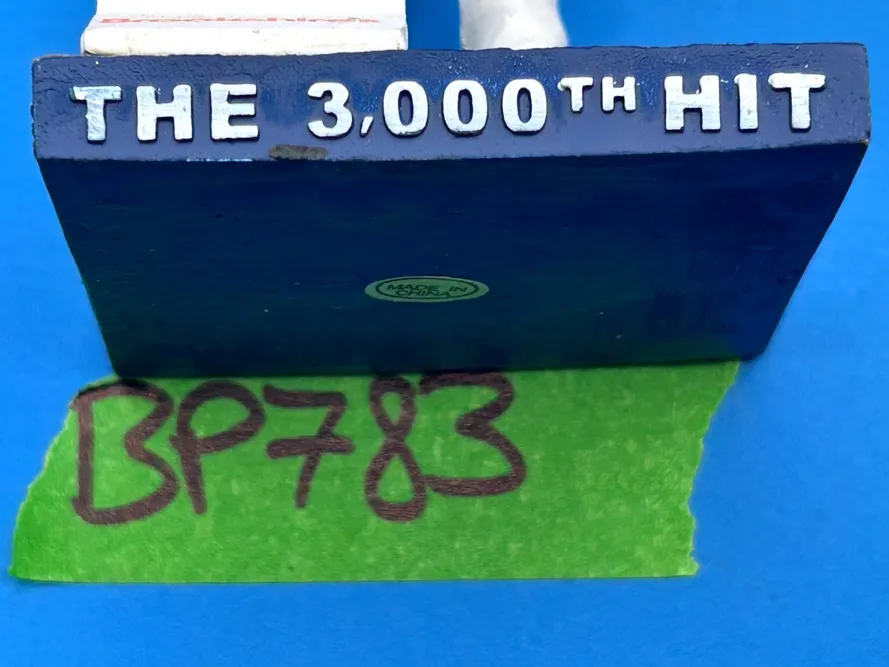 THE 3,000TH HIT
MADE IN
CHINA
BP783